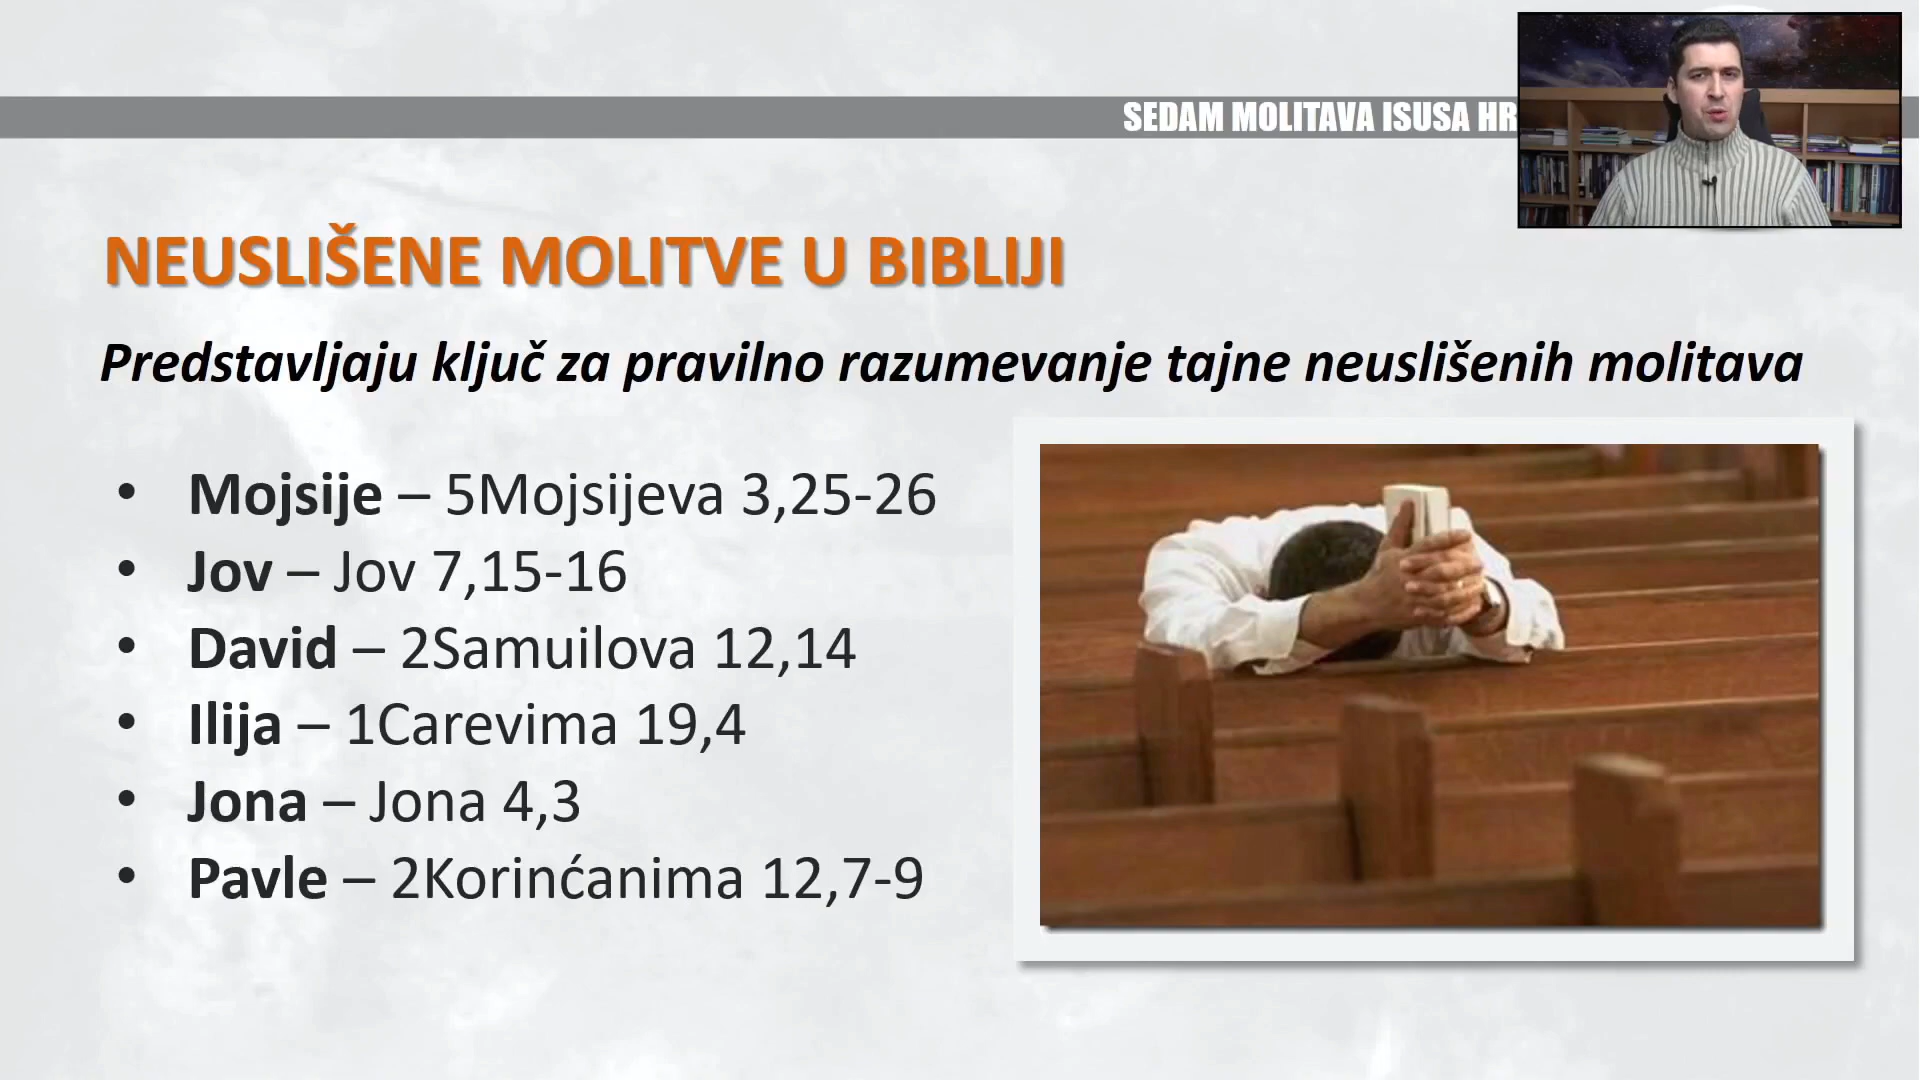 SEDAM MOLITAVA ISUSA HR
NEUSLIŠENE MOLITVE U BIBLIJI
Predstavljaju ključ za pravilno razumevanje tajne neuslišenih molitava
• Mojsije – 5Mojsijeva 3,25-26
• Jov – Jov 7,15-16
• David – 2Samuilova 12,14
• Ilija – 1Carevima 19,4
• Jona – Jona 4,3
• Pavle – 2Korinćanima 12,7-9